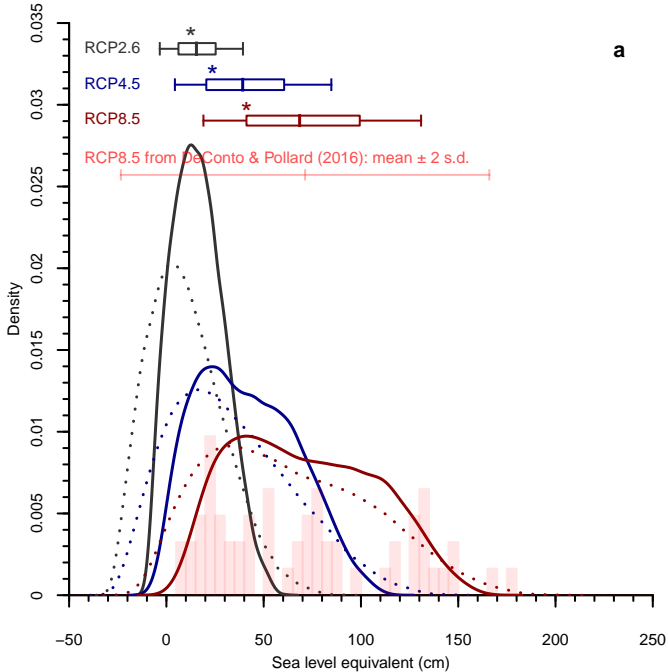 0.035
a
RCP2.6
*
RCP4.5
*
0.03
RCP8.5
*
RCP8.5 from DeConto & Pollard (2016): mean ± 2 s.d.
0.025
0.02
Density
0.015
0.01
0.005
0
−50 0 50 100 150 200 250
Sea level equivalent (cm)